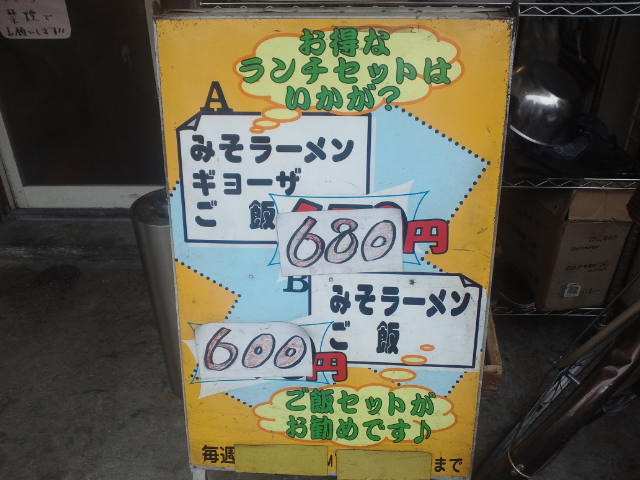 お得な
ランチセットは
いかが?
A
みそラーメン
ギョーザ
ご飯
680円
B
みそラーメン
ご飯
600円
ご飯セットが
お勧めです♪
毎週
まで